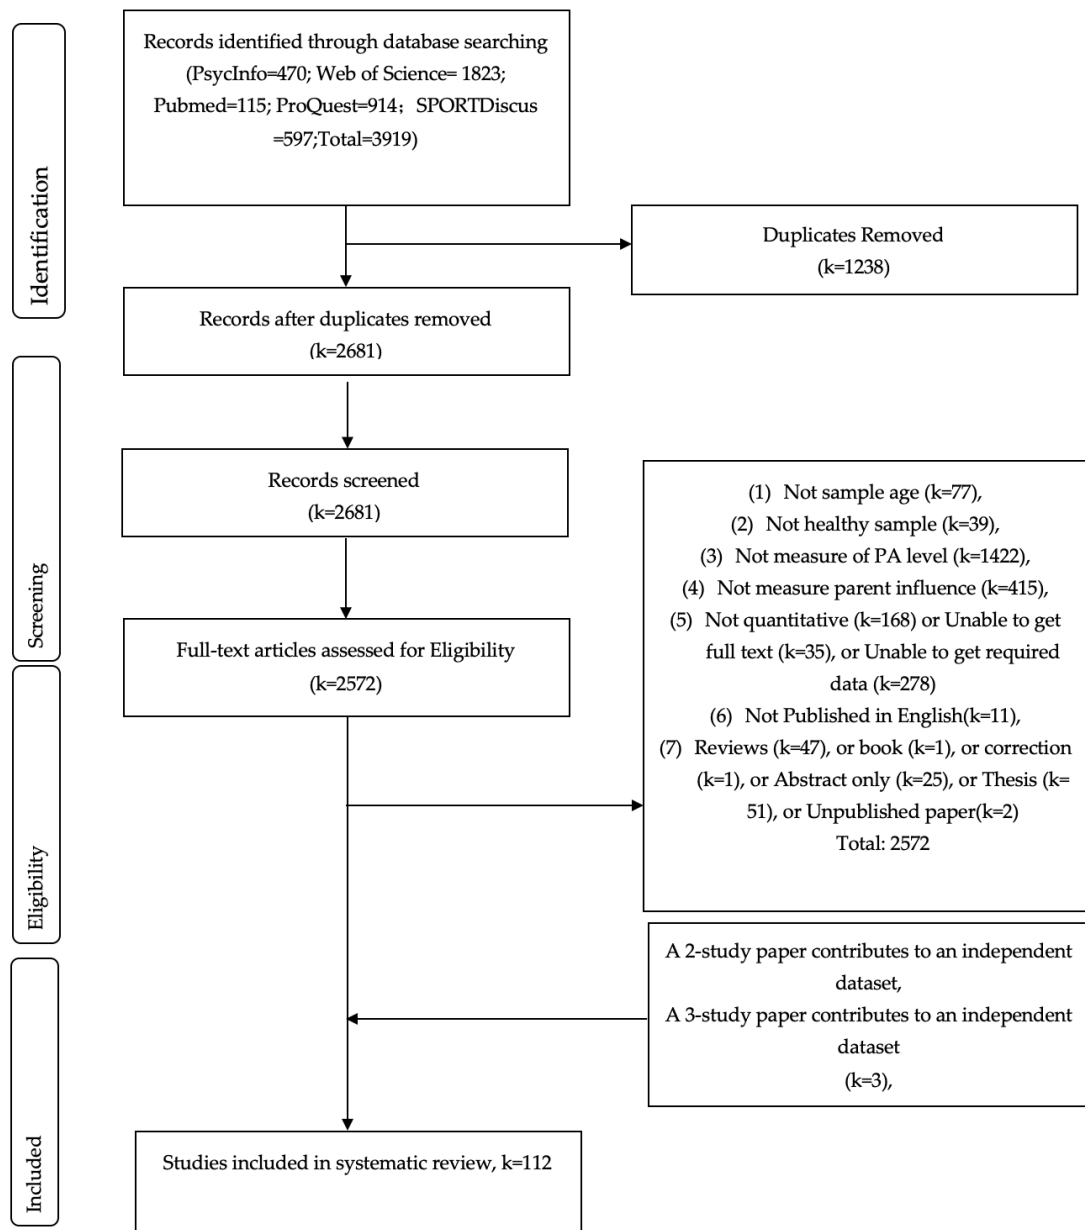 Identification
Records identified through database searching
(PsycInfo=470; Web of Science= 1823;
Pubmed=115; ProQuest=914；SPORTDiscus
=597;Total=3919)
Duplicates Removed
(k=1238)
Records after duplicates removed
(k=2681)
Screening
Records screened
(k=2681)
Full-text articles assessed for Eligibility
(k=2572)
(1) Not sample age (k=77),
(2) Not healthy sample (k=39),
(3) Not measure of PA level (k=1422),
(4) Not measure parent influence (k=415),
(5) Not quantitative (k=168) or Unable to get
full text (k=35), or Unable to get required
data (k=278)
(6) Not Published in English(k=11),
(7) Reviews (k=47), or book (k=1), or correction
(k=1), or Abstract only (k=25), or Thesis (k=
51), or Unpublished paper(k=2)
Total: 2572
Eligibility
A 2-study paper contributes to an independent
dataset,
A 3-study paper contributes to an independent
dataset
(k=3),
Included
Studies included in systematic review, k=112